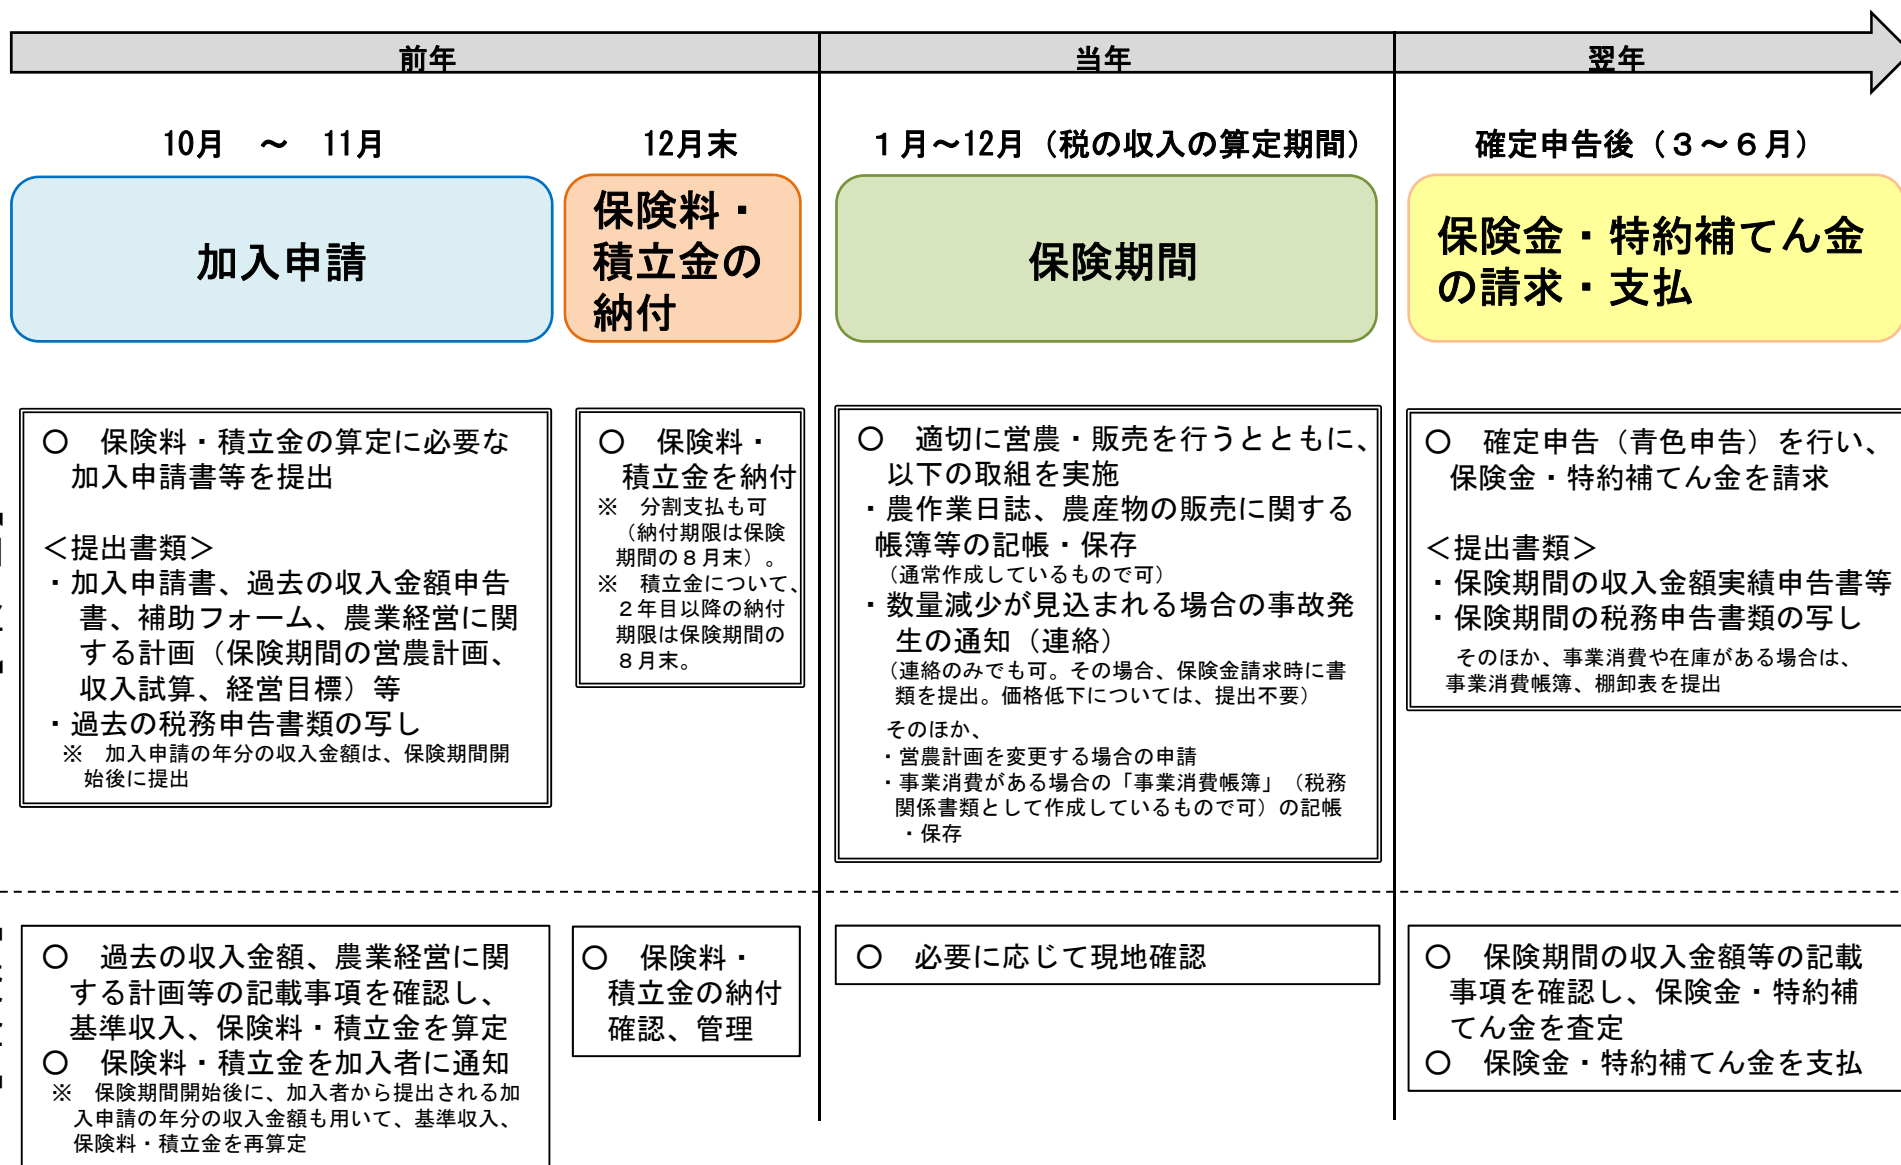 前年
当年
翌年
10月　～　11月
12月末
１月～12月（税の収入の算定期間）
確定申告後（３～６月）
加入申請
保険料・
積立金の
納付
保険期間
保険金・特約補てん金
の請求・支払
○　保険料・積立金の算定に必要な
加入申請書等を提出
＜提出書類＞
・加入申請書、過去の収入金額申告
書、補助フォーム、農業経営に関
する計画（保険期間の営農計画、
収入試算、経営目標）等
・過去の税務申告書類の写し
※　加入申請の年分の収入金額は、保険期間開
始後に提出
○　保険料・
積立金を納付
※　分割支払も可
（納付期限は保険
期間の８月末）。
※　積立金について、
２年目以降の納付
期限は保険期間の
８月末。
○　適切に営農・販売を行うとともに、
以下の取組を実施
・農作業日誌、農産物の販売に関する
帳簿等の記帳・保存
（通常作成しているもので可）
・数量減少が見込まれる場合の事故発
生の通知（連絡）
（連絡のみでも可。その場合、保険金請求時に書
類を提出。価格低下については、提出不要）
そのほか、
・営農計画を変更する場合の申請
・事業消費がある場合の「事業消費帳簿」（税務
関係書類として作成しているもので可）の記帳
・保存
○　確定申告（青色申告）を行い、
保険金・特約補てん金を請求
＜提出書類＞
・保険期間の収入金額実績申告書等
・保険期間の税務申告書類の写し
そのほか、事業消費や在庫がある場合は、
事業消費帳簿、棚卸表を提出
○　過去の収入金額、農業経営に関
する計画等の記載事項を確認し、
基準収入、保険料・積立金を算定
○　保険料・積立金を加入者に通知
※　保険期間開始後に、加入者から提出される加
入申請の年分の収入金額も用いて、基準収入、
保険料・積立金を再算定
○　保険料・
積立金の納付
確認、管理
○　必要に応じて現地確認
○　保険期間の収入金額等の記載
事項を確認し、保険金・特約補
てん金を査定
○　保険金・特約補てん金を支払